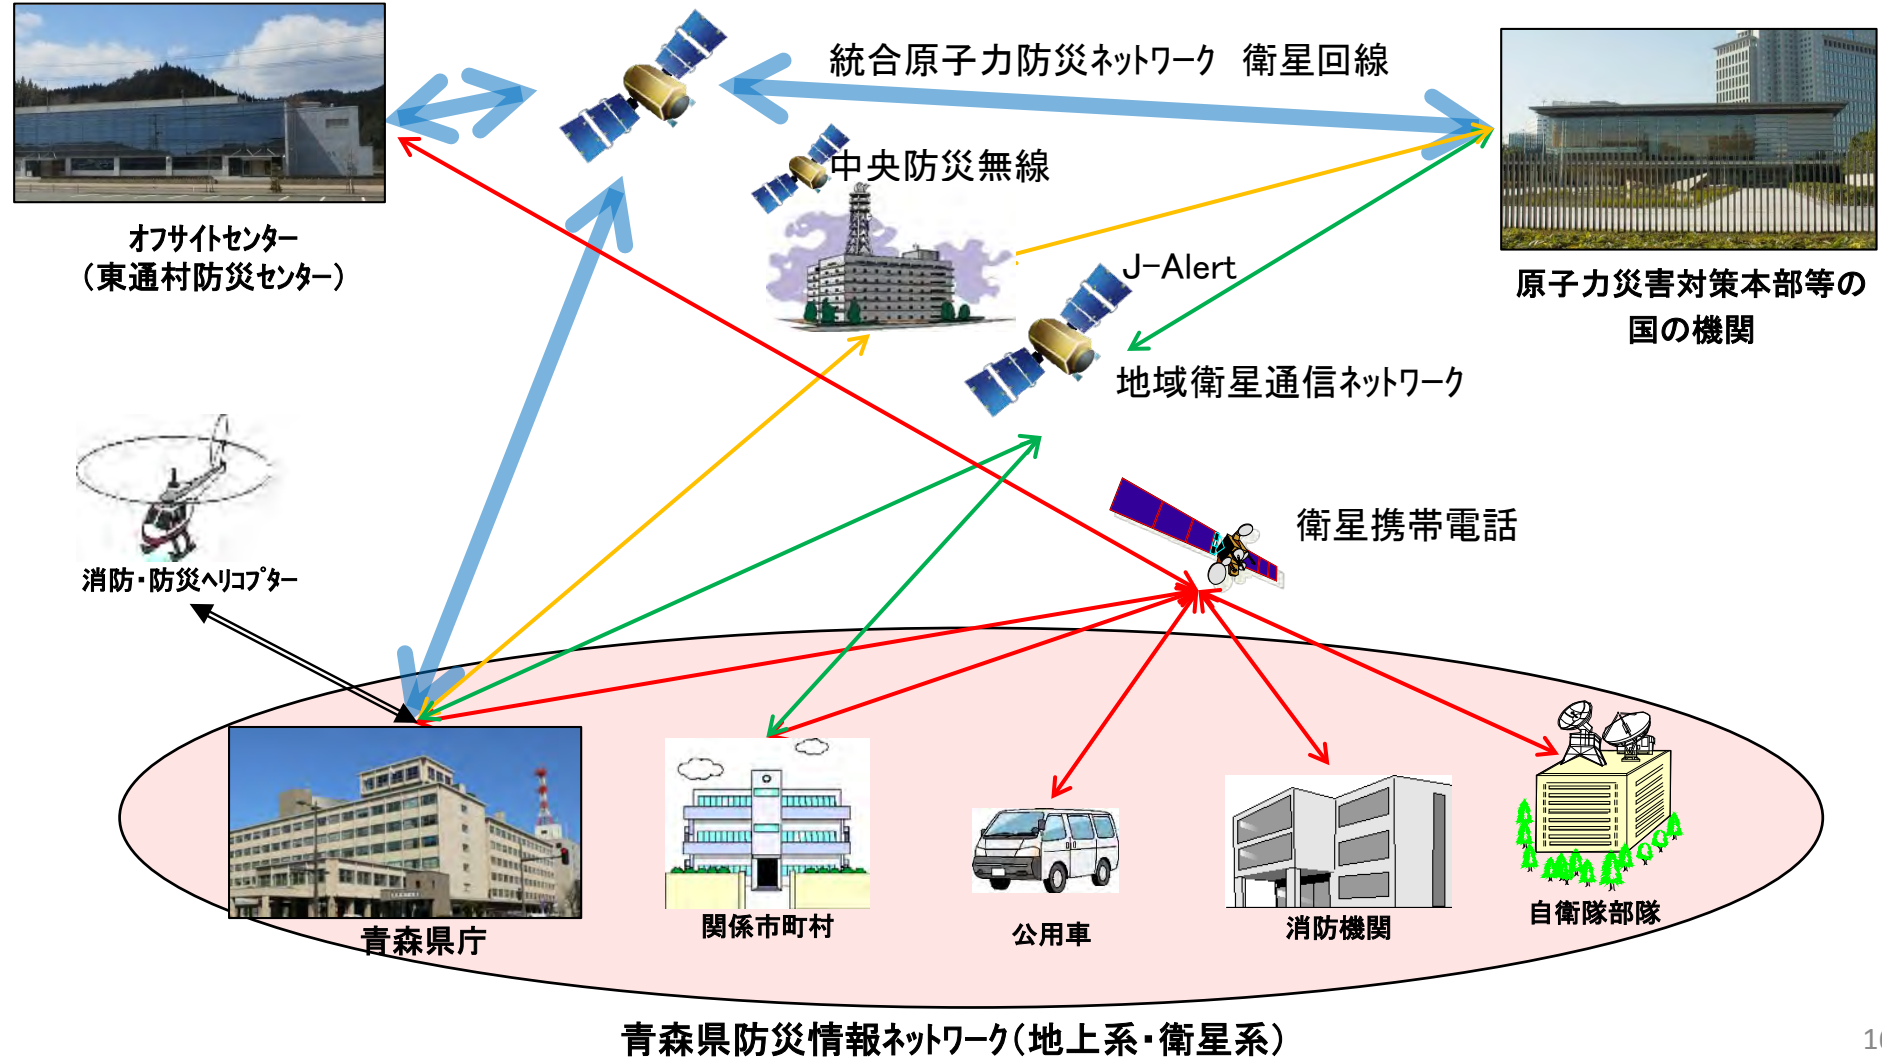 統合原子力防災ネットワーク　衛星回線
中央防災無線
オフサイトセンター
（東通村防災センター）
J-Alert
原子力災害対策本部等の
国の機関
地域衛星通信ネットワーク
衛星携帯電話
消防・防災ヘリコプター
青森県庁
関係市町村
公用車
消防機関
自衛隊部隊
青森県防災情報ネットワーク（地上系・衛星系）